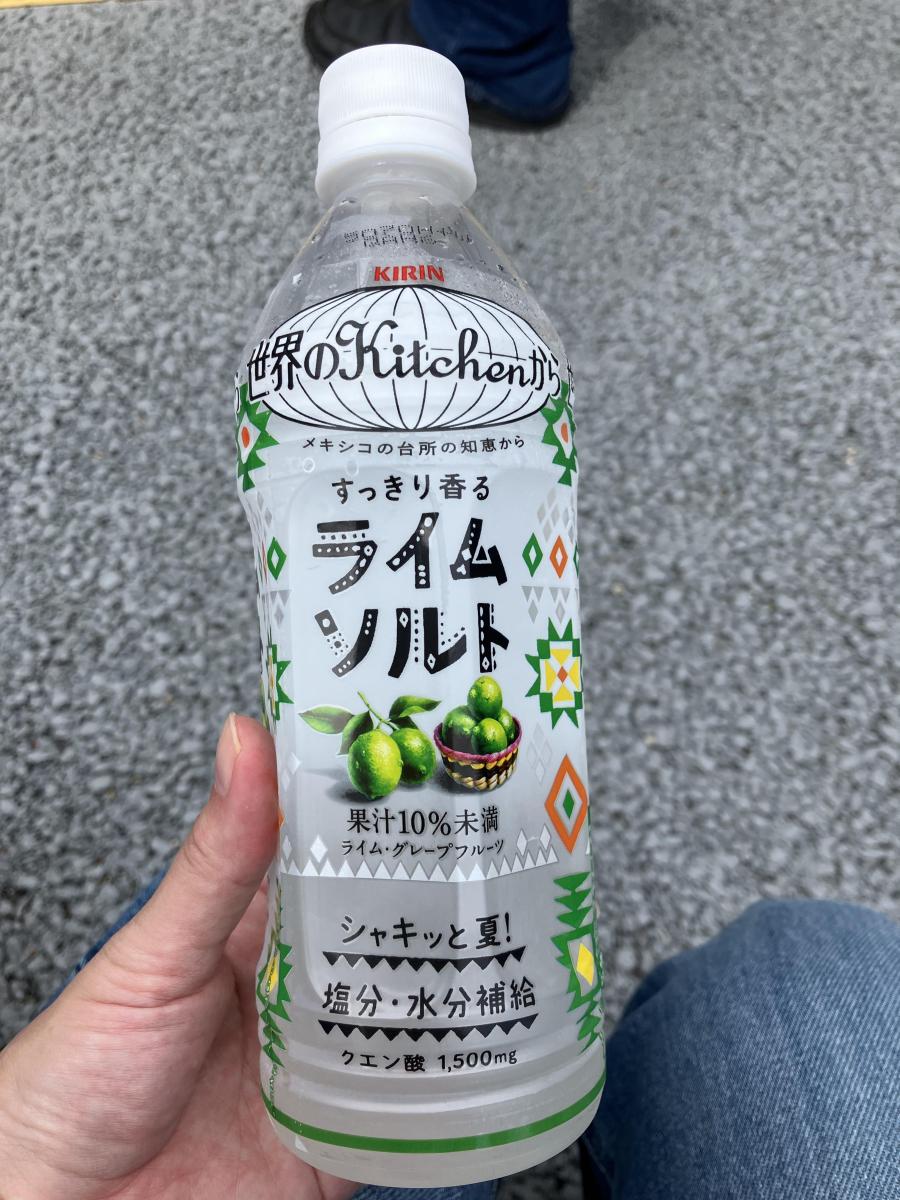 KIRIN
世界のKitchenから
メキシコの台所の知恵から
すっきり香る
ライム
ソルト
果汁10%未満
ライム・グレープフルーツ
シャキッと夏!
塩分・水分補給
クエン酸 1,500mg